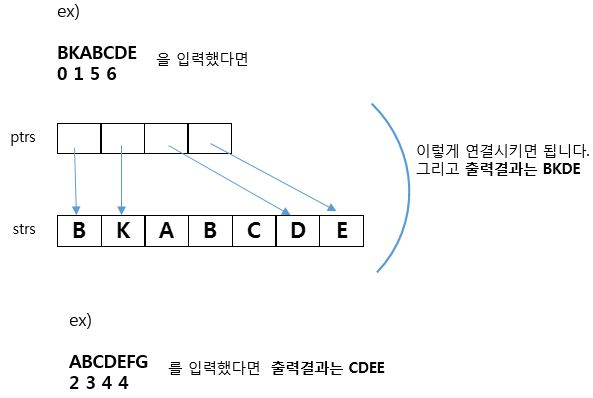 ex)
BKABCDE
0 1 5 6
을 입력했다면
ptrs
이렇게 연결시키면 됩니다.
그리고 출력결과는 BKDE
strs
B K A B C D E
ex)
ABCDEFG
2 3 4 4
를 입력했다면 출력결과는 CDEE